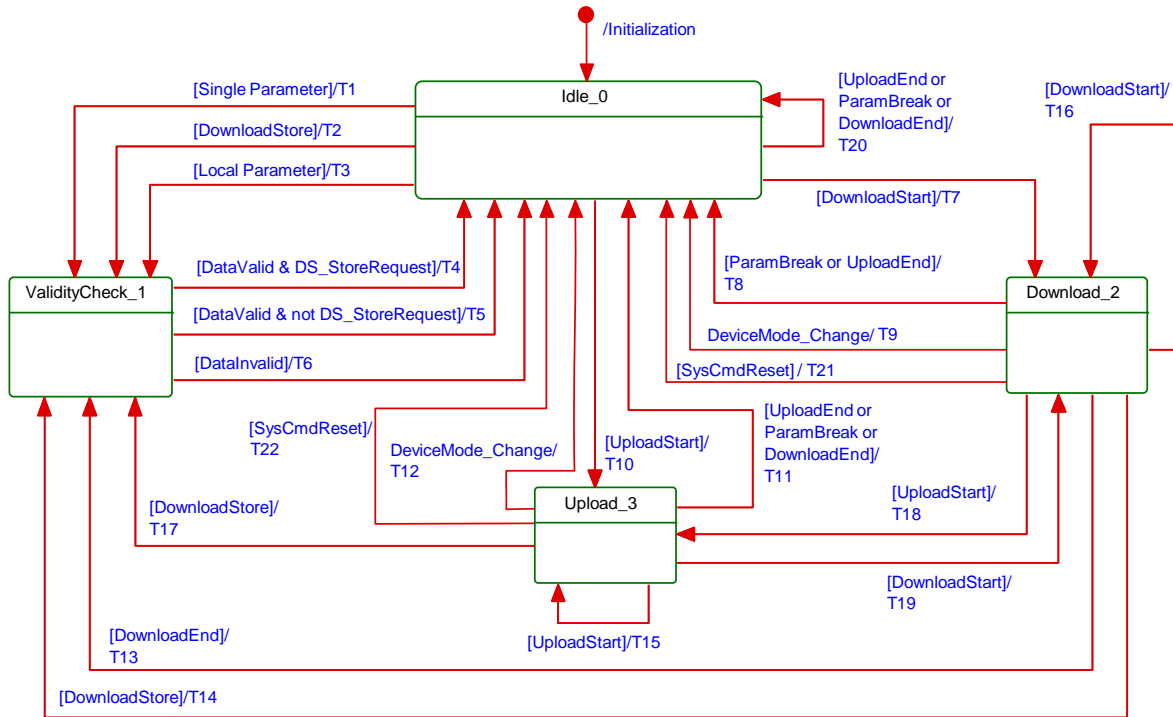 /Initialization
[Single Parameter]/T1
Idle_0
[UploadEnd or
ParamBreak or
DownloadEnd]/
T20
[DownloadStart]/
T16
[DownloadStore]/T2
[Local Parameter]/T3
[DownloadStart]/T7
[DataValid & DS_StoreRequest]/T4
[ParamBreak or UploadEnd]/
T8
ValidityCheck_1
Download_2
[DataValid & not DS_StoreRequest]/T5
DeviceMode_Change/ T9
[DataInvalid]/T6
[SysCmdReset] / T21
[SysCmdReset]/
T22
DeviceMode_Change/
T12
[UploadStart]/
T10
[UploadEnd or
ParamBreak or
DownloadEnd]/
T11
[DownloadStore]/
T17
Upload_3
[UploadStart]/
T18
[DownloadStart]/
T19
[UploadStart]/T15
[DownloadEnd]/
T13
[DownloadStore]/T14